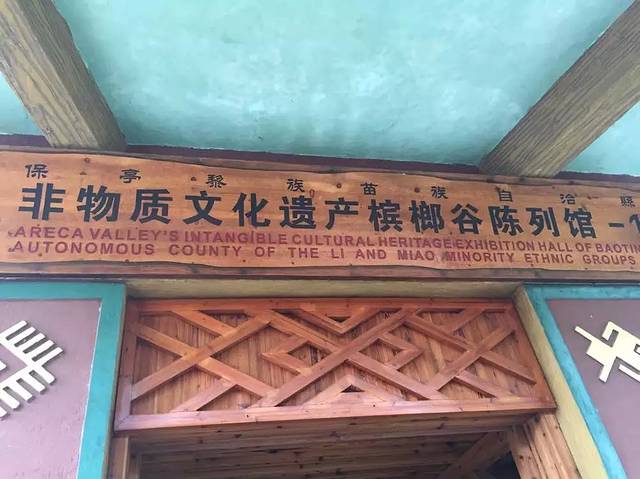 保亭黎族苗族自治縣
非物质文化遗产槟榔谷陈列馆－
ARECA VALLEY'S INTANGIBLE CULTURAL HERITAGE EXHIBITION HALL OF BAOTIN
AUTONOMOUS COUNTY OF THE LI AND MIAO MINORITY ETHNIC GROUPS